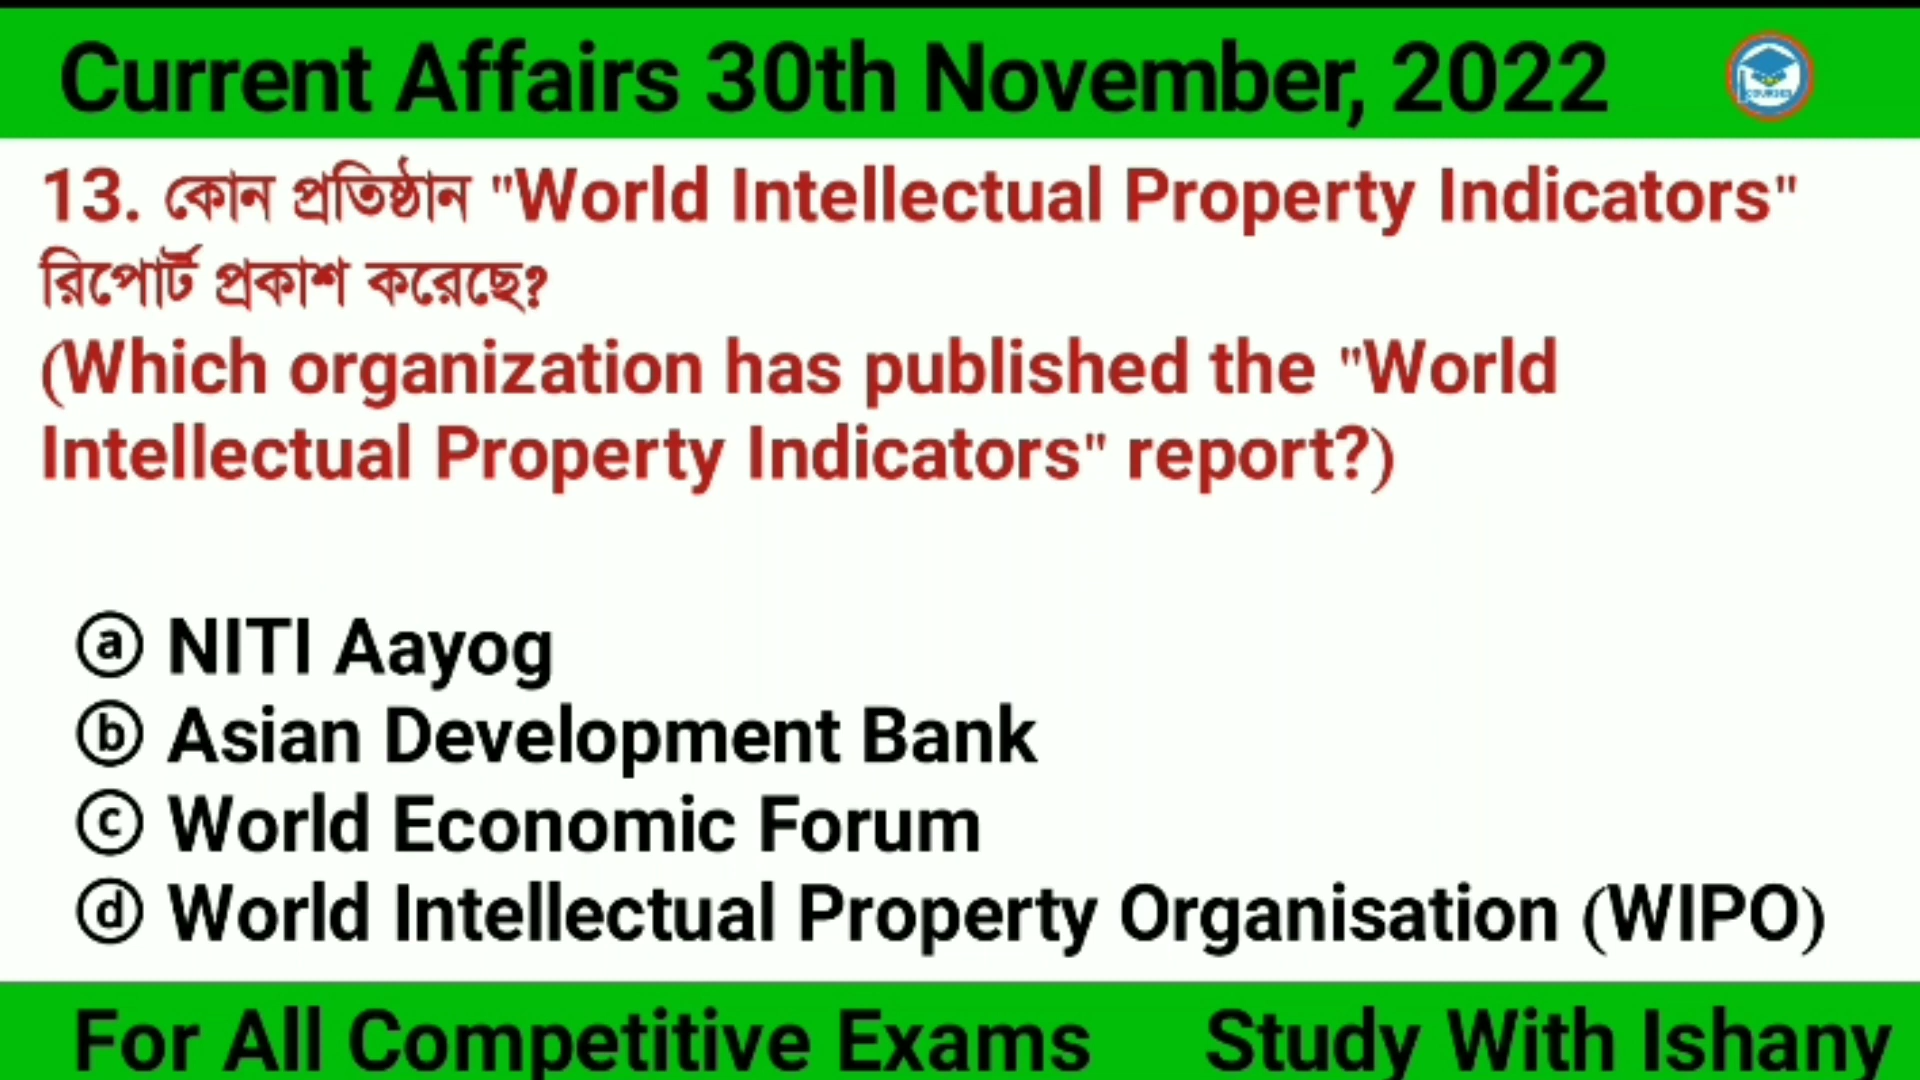 Current Affairs 30th November, 2022
COURSES
13. কোন প্রতিষ্ঠান "World Intellectual Property Indicators"
রিপোর্ট প্রকাশ করেছে?
(Which organization has published the "World
Intellectual Property Indicators" report?)
ⓐ NITI Aayog
ⓑ Asian Development Bank
ⓒ World Economic Forum
ⓓ World Intellectual Property Organisation (WIPO)
For All Competitive Exams Study With Ishany